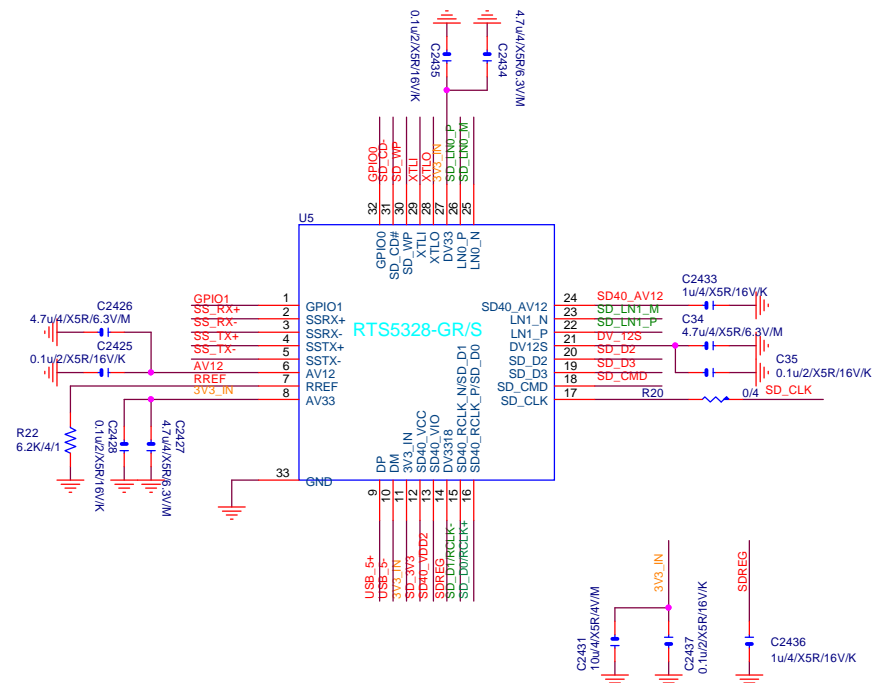 0.1u/2/X5R/16V/K
C2435
C2434
4.7u/4/X5R/6.3V/M
GPIO0
SD_CD-
SD_WP
XTLI
XTLO
3V3_IN
SD_LN0_P
SD_LN0_M
32
31
30
29
28
27
26
25
U5
GPIO0
SD_CD#
SD_WP
XTLI
XTLO
DV33
LN0_P
LN0_N
RTS5328-GR/S
C2426
4.7u/4/X5R/6.3V/M
C2425
0.1u/2/X5R/16V/K
GPIO1 1 GPIO1
SS_RX+ 2 SSRX+
SS_RX- 3 SSRX-
SS_TX+ 4 SSTX+
SS_TX- 5 SSTX-
AV12 6 AV12
RREF 7 RREF
3V3_IN 8 AV33
33 GND
R22
6.2K/4/1
C2428
0.1u/2/X5R/16V/K
C2427
4.7u/4/X5R/6.3V/M
SD40_AV12 24 SD40_AV12
LN1_N 23 SD_LN1_M
LN1_P 22 SD_LN1_P
DV12S 21 DV_12S
SD_D2 20 SD_D2
SD_D3 19 SD_D3
SD_CMD 18 SD_CMD
SD_CLK 17 R20 0/4 SD_CLK
C2433
1u/4/X5R/16V/K
C34
4.7u/4/X5R/6.3V/M
C35
0.1u/2/X5R/16V/K
DP
DM
3V3_IN
SD40_VCC
SD40_VIO
DV3318
SD40_RCLK_N/SD_D1
SD40_RCLK_P/SD_D0
9
10
11
12
13
14
15
16
USB_5+
USB_5-
3V3_IN
SD_3V3
SD40_VDD2
SDREG
SD_D1/RCLK-
SD_D0/RCLK+
3V3_IN
SDREG
C2431
10u/4/X5R/4V/M
C2437
0.1u/2/X5R/16V/K
C2436
1u/4/X5R/16V/K